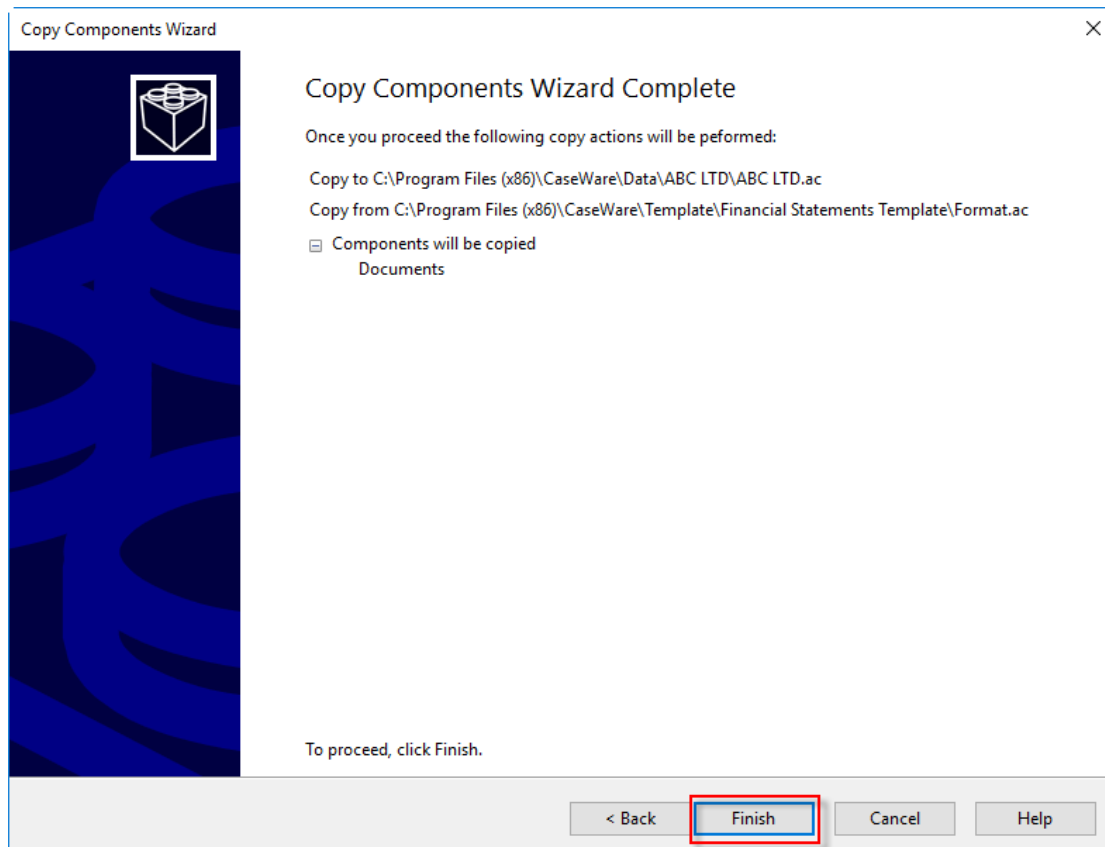 Copy Components Wizard
Copy Components Wizard Complete
Once you proceed the following copy actions will be peformed:
Copy to C:\Program Files (x86)\CaseWare\Data\ABC LTD\ABC LTD.ac
Copy from C:\Program Files (x86)\CaseWare\Template\Financial Statements Template\Format.ac
Components will be copied
Documents
To proceed, click Finish.
< Back Finish Cancel Help